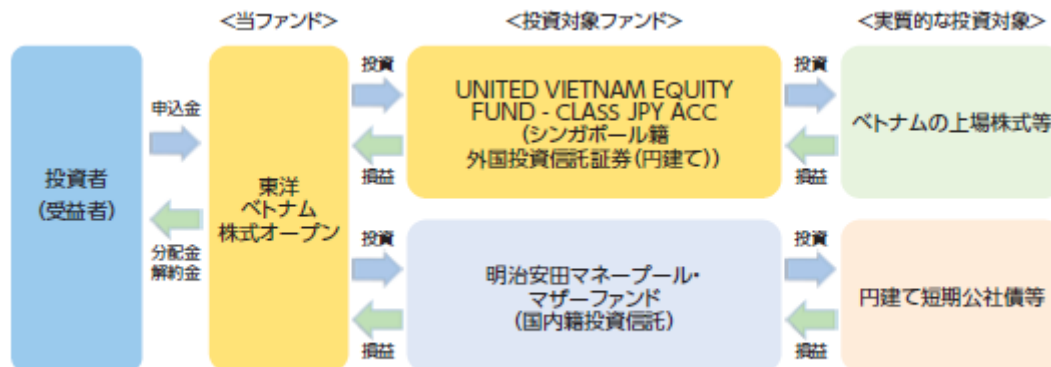 <当ファンド>
<投資対象ファンド>
<実質的な投資対象>
投資者
(受益者)
申込金
分配金
解約金
東洋
ベトナム
株式オープン
投資
損益
UNITED VIETNAM EQUITY
FUND - CLASS JPY ACC
(シンガポール籍
外国投資信託証券(円建て))
投資
損益
ベトナムの上場株式等
投資
損益
明治安田マネープール・
マザーファンド
(国内籍投資信託)
投資
損益
円建て短期公社債等